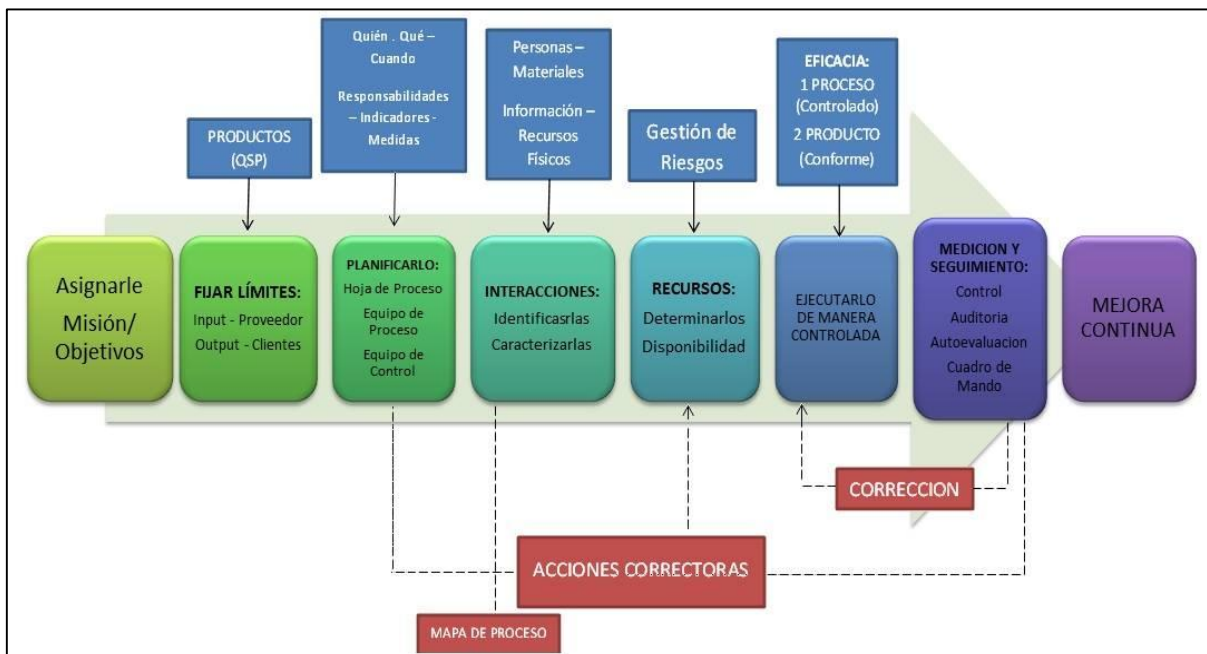 Quién . Qué –
Cuando
Responsabilidades
– Indicadores -
Medidas
Personas –
Materiales
Información –
Recursos
Físicos
EFICACIA:
1 PROCESO
(Controlado)
2 PRODUCTO
(Conforme)
PRODUCTOS
(QSP)
Gestión de
Riesgos
Asignarle
Misión/
Objetivos
FIJAR LÍMITES:
Input - Proveedor
Output - Clientes
PLANIFICARLO:
Hoja de Proceso
Equipo de
Proceso
Equipo de
Control
INTERACCIONES:
Identificasrlas
Caracterizarlas
RECURSOS:
Determinarlos
Disponibilidad
EJECUTARLO
DE MANERA
CONTROLADA
MEDICION Y
SEGUIMIENTO:
Control
Auditoria
Autoevaluacion
Cuadro de
Mando
MEJORA
CONTINUA
CORRECCION
ACCIONES CORRECTORAS
MAPA DE PROCESO